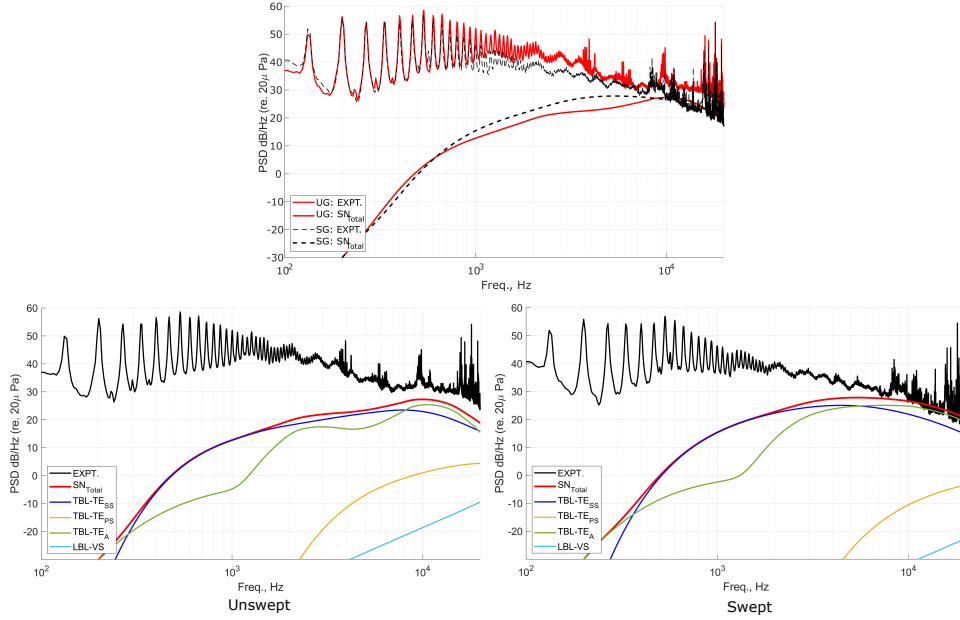 60
50
40
30
20
10
0
-10
-20
-30
PSD dB/Hz (re. 20μ Pa)
UG: EXPT.
UG: SN_Total
SG: EXPT.
SG: SN_Total
10^2 10^3 10^4
Freq., Hz
60
50
40
30
20
10
0
-10
-20
PSD dB/Hz (re. 20μ Pa)
EXPT.
SN_Total
TBL-TE_SS
TBL-TE_PS
TBL-TE_A
LBL-VS
10^2 10^3 10^4
Freq., Hz
Unswept
60
50
40
30
20
10
0
-10
-20
PSD dB/Hz (re. 20μ Pa)
EXPT.
SN_Total
TBL-TE_SS
TBL-TE_PS
TBL-TE_A
LBL-VS
10^2 10^3 10^4
Freq., Hz
Swept